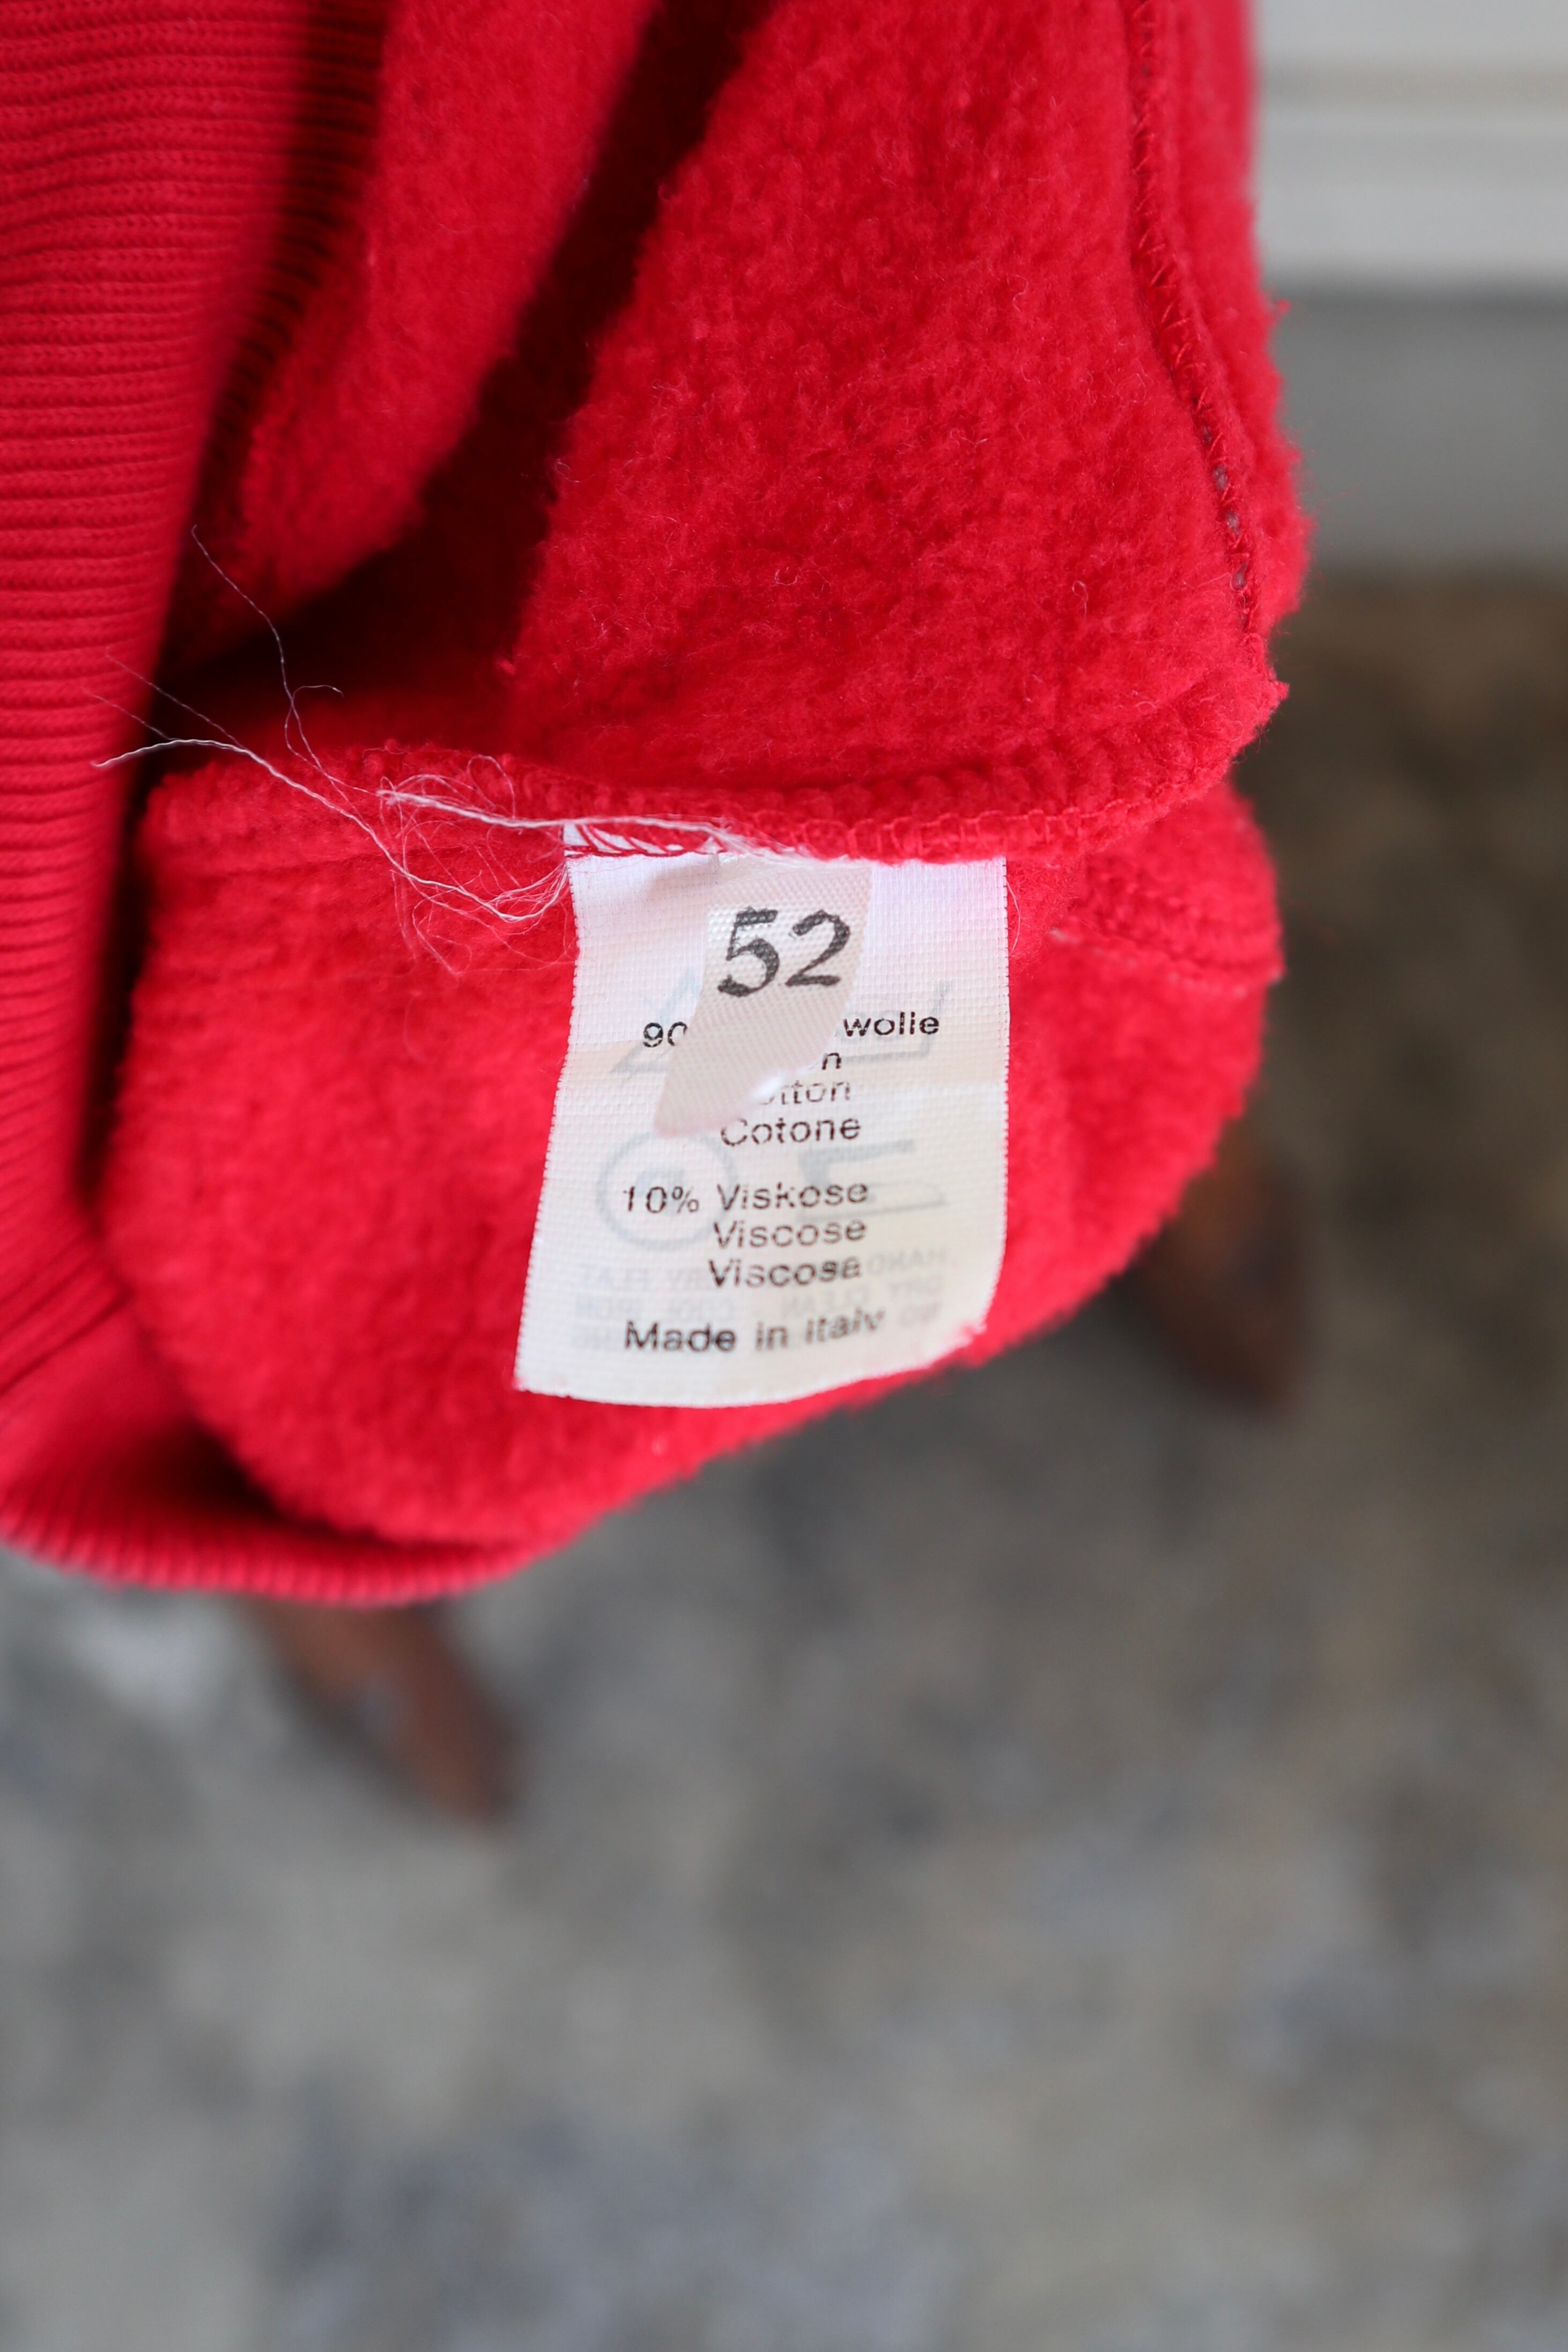 52
90 wolle
n
otton
Cotone
10% Viskose
Viscose
Viscosa
Made in Italy